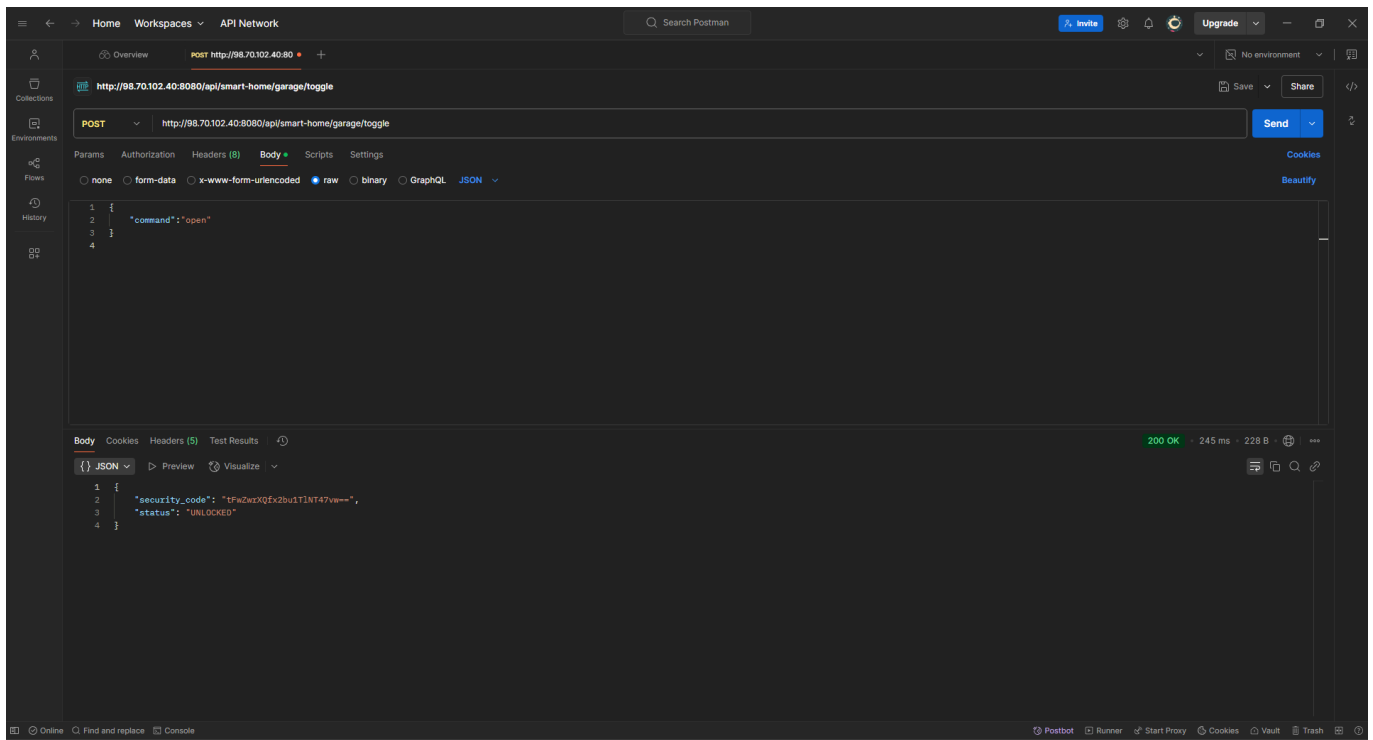 Home Workspaces API Network Search Postman Invite Upgrade
Overview POST http://98.70.102.40:80 No environment
Collections
Environments
Flows
History
HTTP http://98.70.102.40:8080/api/smart-home/garage/toggle Save Share
POST http://98.70.102.40:8080/api/smart-home/garage/toggle Send
Params Authorization Headers (8) Body Scripts Settings Cookies
none form-data x-www-form-urlencoded raw binary GraphQL JSON Beautify
1 {
2 "command":"open"
3 }
4
Body Cookies Headers (5) Test Results 200 OK 245 ms 228 B
{} JSON Preview Visualize
1 {
2 "security_code": "tFwZwrXQfx2bu1TlNT47vw==",
3 "status": "UNLOCKED"
4 }
Online Find and replace Console Postbot Runner Start Proxy Cookies Vault Trash